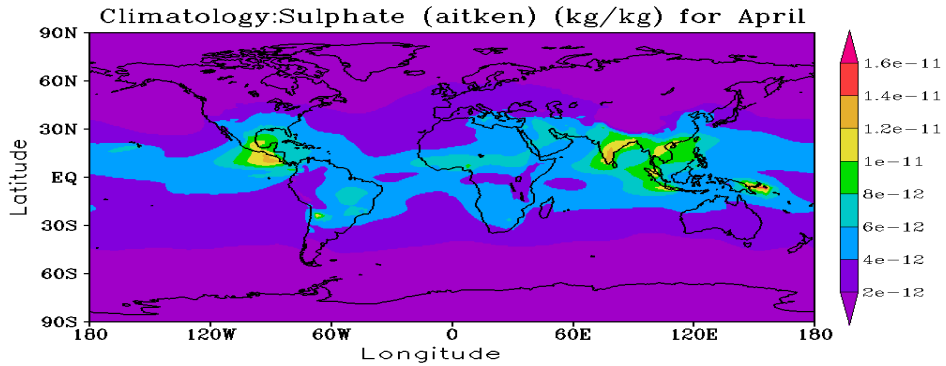 Climatology:Sulphate (aitken) (kg/kg) for April
90N
60N
30N
EQ
30S
60S
90S
Latitude
180
120W
60W
0
60E
120E
180
Longitude
1.6e-11
1.4e-11
1.2e-11
1e-11
8e-12
6e-12
4e-12
2e-12